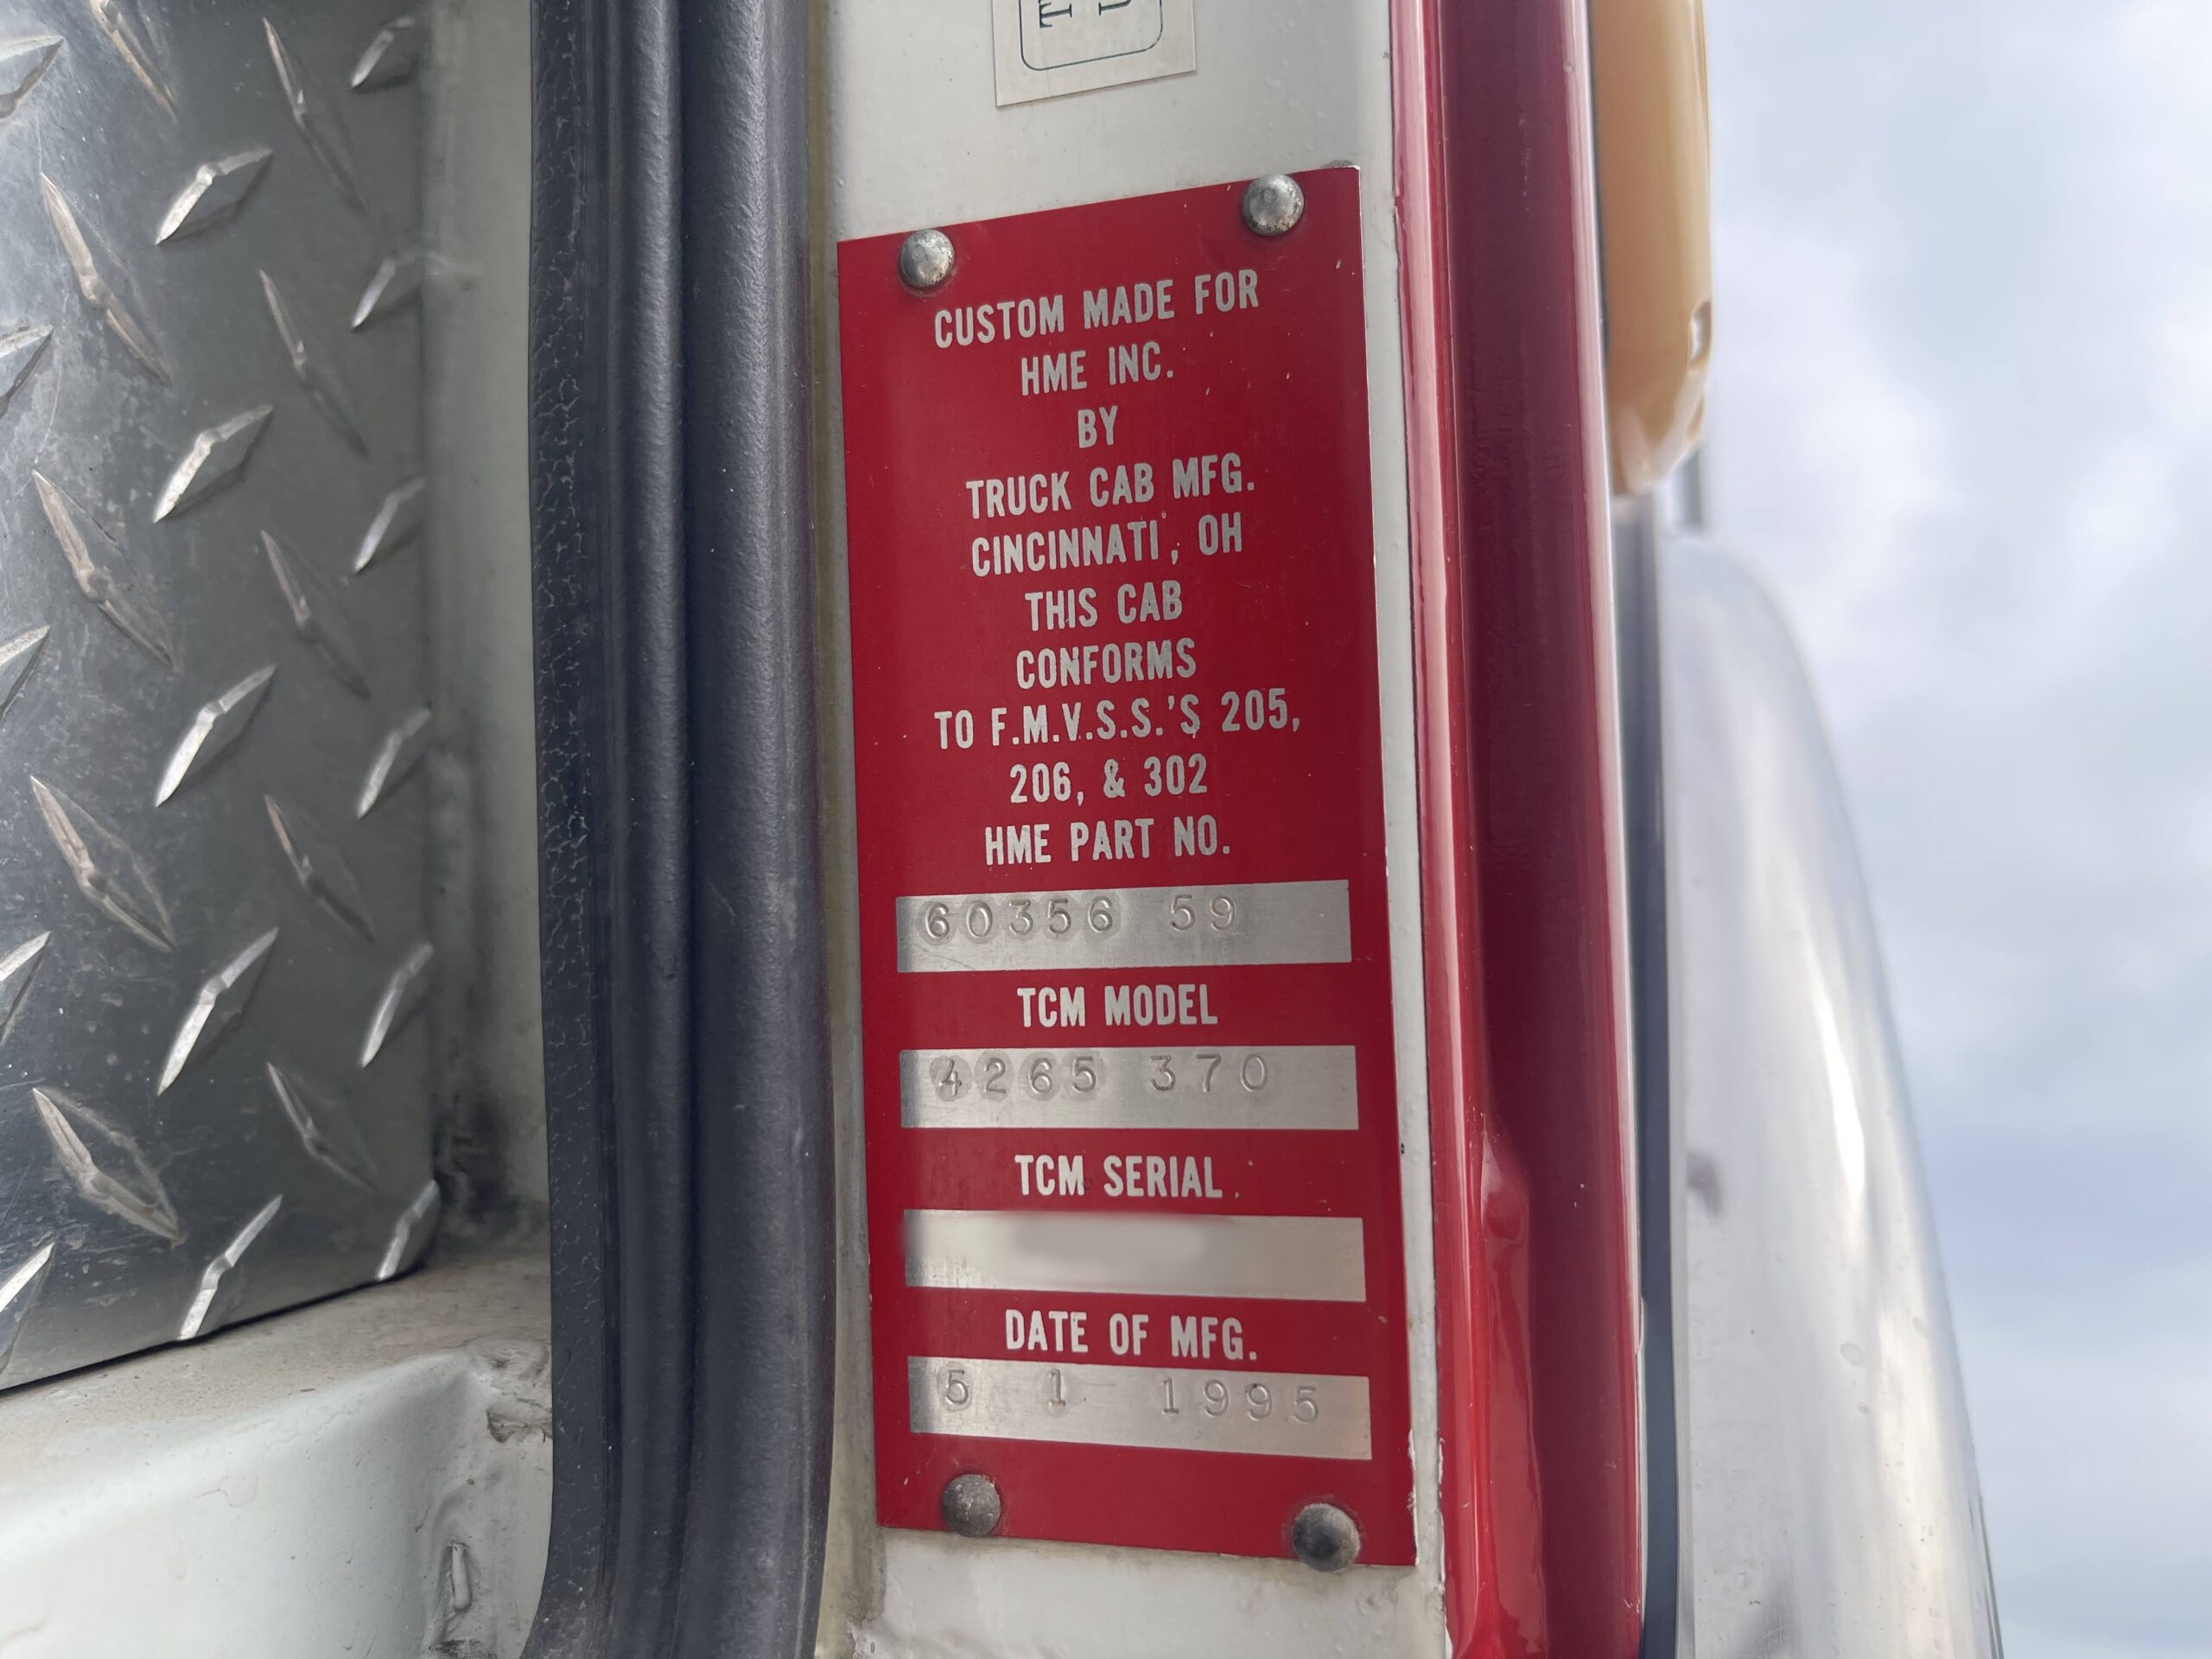 CUSTOM MADE FOR
HME INC.
BY
TRUCK CAB MFG.
CINCINNATI, OH
THIS CAB
CONFORMS
TO F.M.V.S.S.'S 205,
206, & 302
HME PART NO.
60356 59
TCM MODEL
4265 370
TCM SERIAL
DATE OF MFG.
5 1 1995